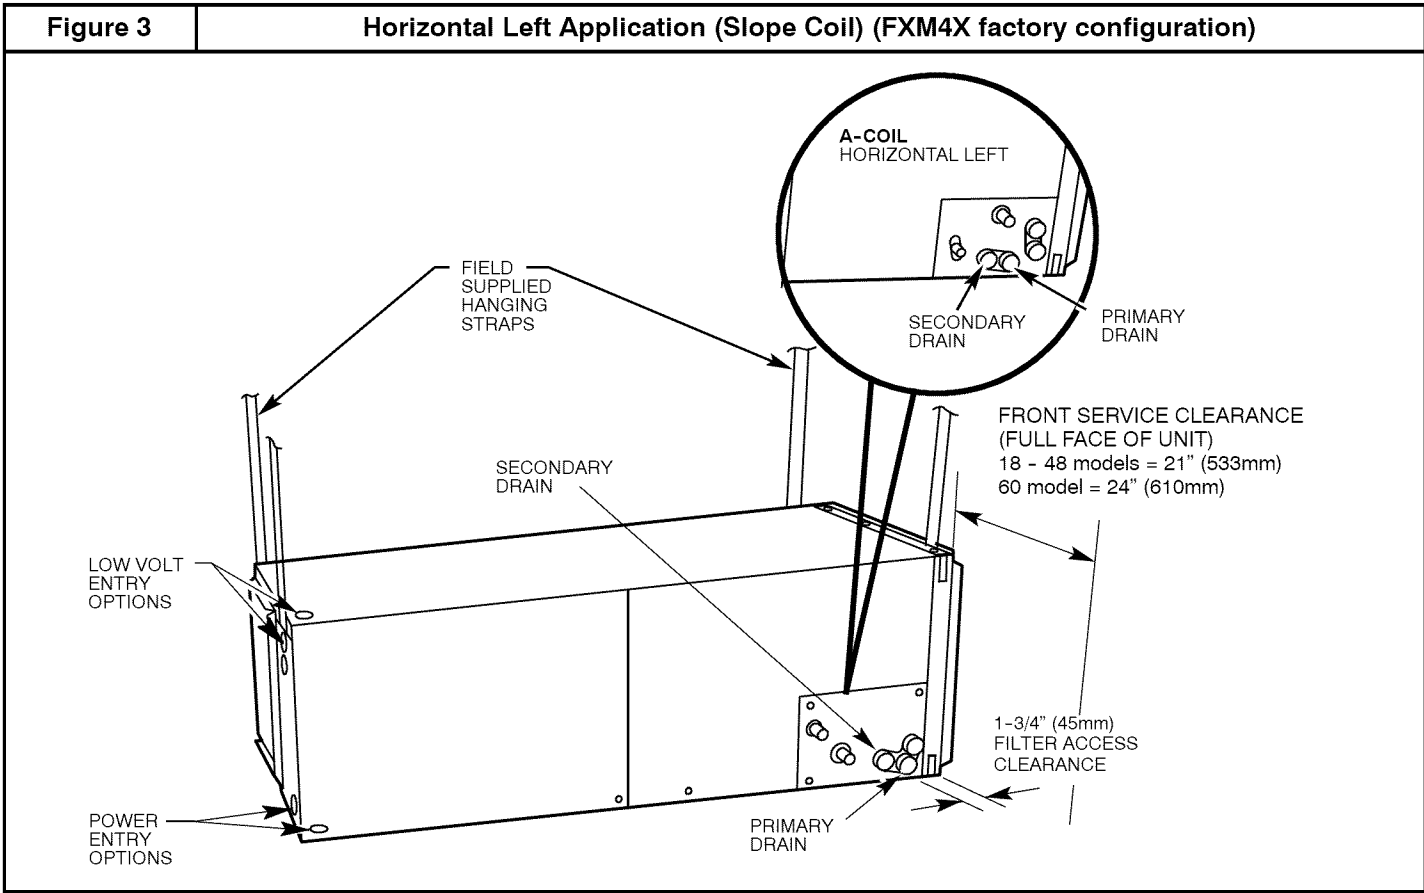 Figure 3
Horizontal Left Application (Slope Coil) (FXM4X factory configuration)
A-COIL
HORIZONTAL LEFT
SECONDARY
DRAIN
PRIMARY
DRAIN
FIELD
SUPPLIED
HANGING
STRAPS
FRONT SERVICE CLEARANCE
(FULL FACE OF UNIT)
18 - 48 models = 21” (533mm)
60 model = 24” (610mm)
SECONDARY
DRAIN
LOW VOLT
ENTRY
OPTIONS
1-3/4” (45mm)
FILTER ACCESS
CLEARANCE
POWER
ENTRY
OPTIONS
PRIMARY
DRAIN